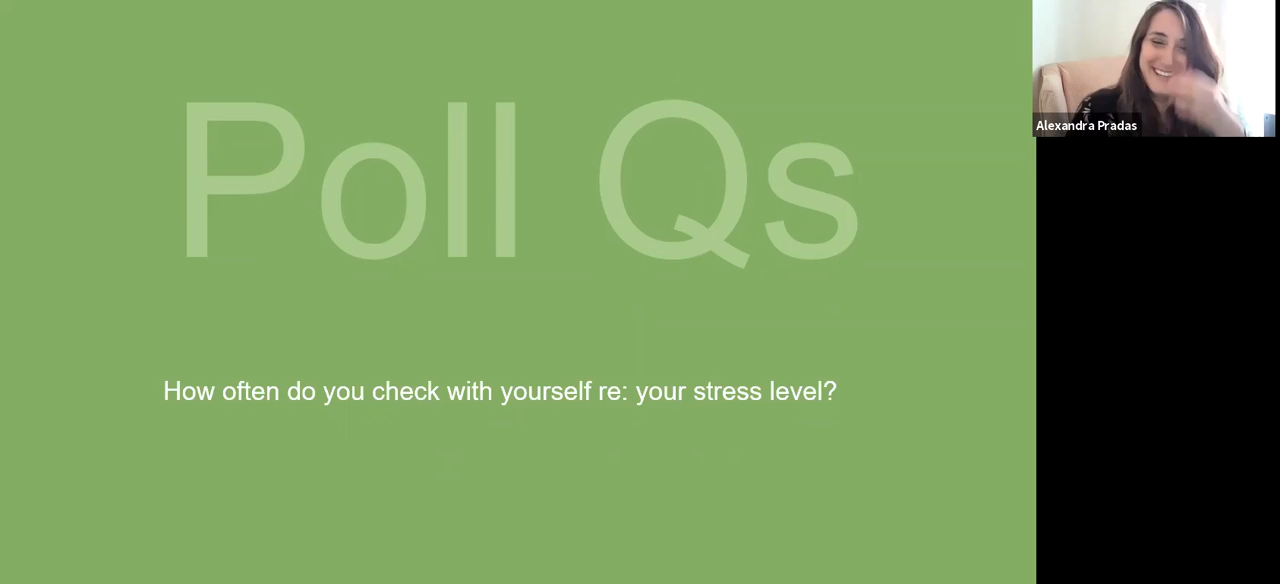 Poll Qs
Alexandra Pradas
How often do you check with yourself re: your stress level?